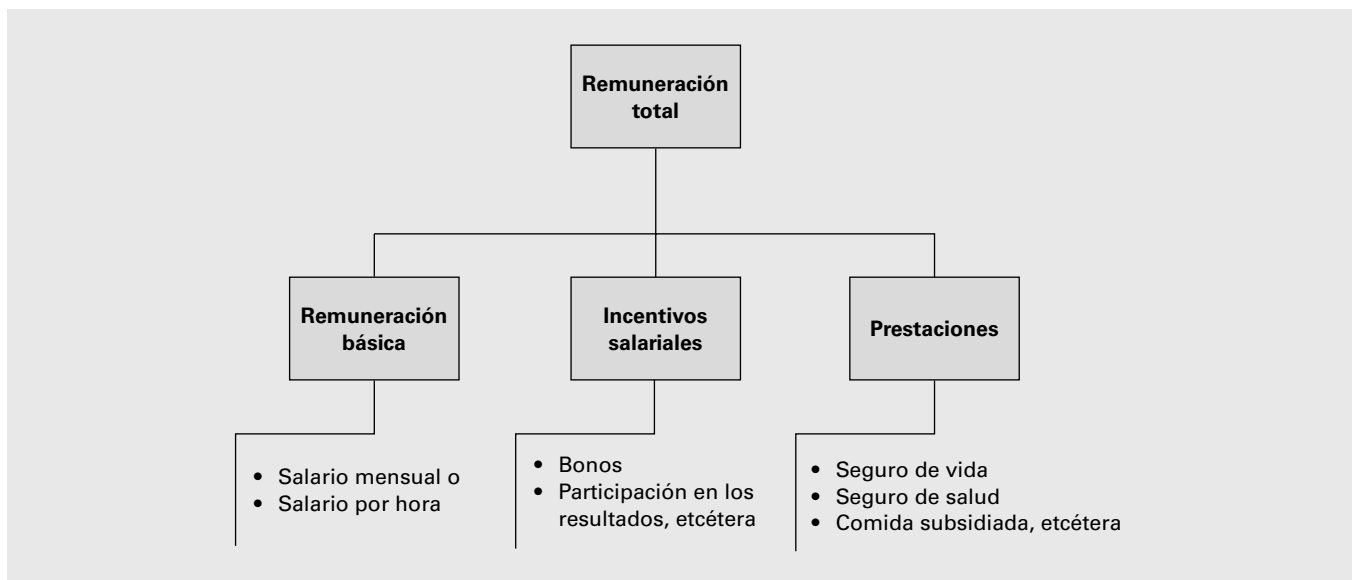 Remuneración
total
Remuneración
básica
Incentivos
salariales
Prestaciones
• Salario mensual o
• Salario por hora
• Bonos
• Participación en los
resultados, etcétera
• Seguro de vida
• Seguro de salud
• Comida subsidiada, etcétera